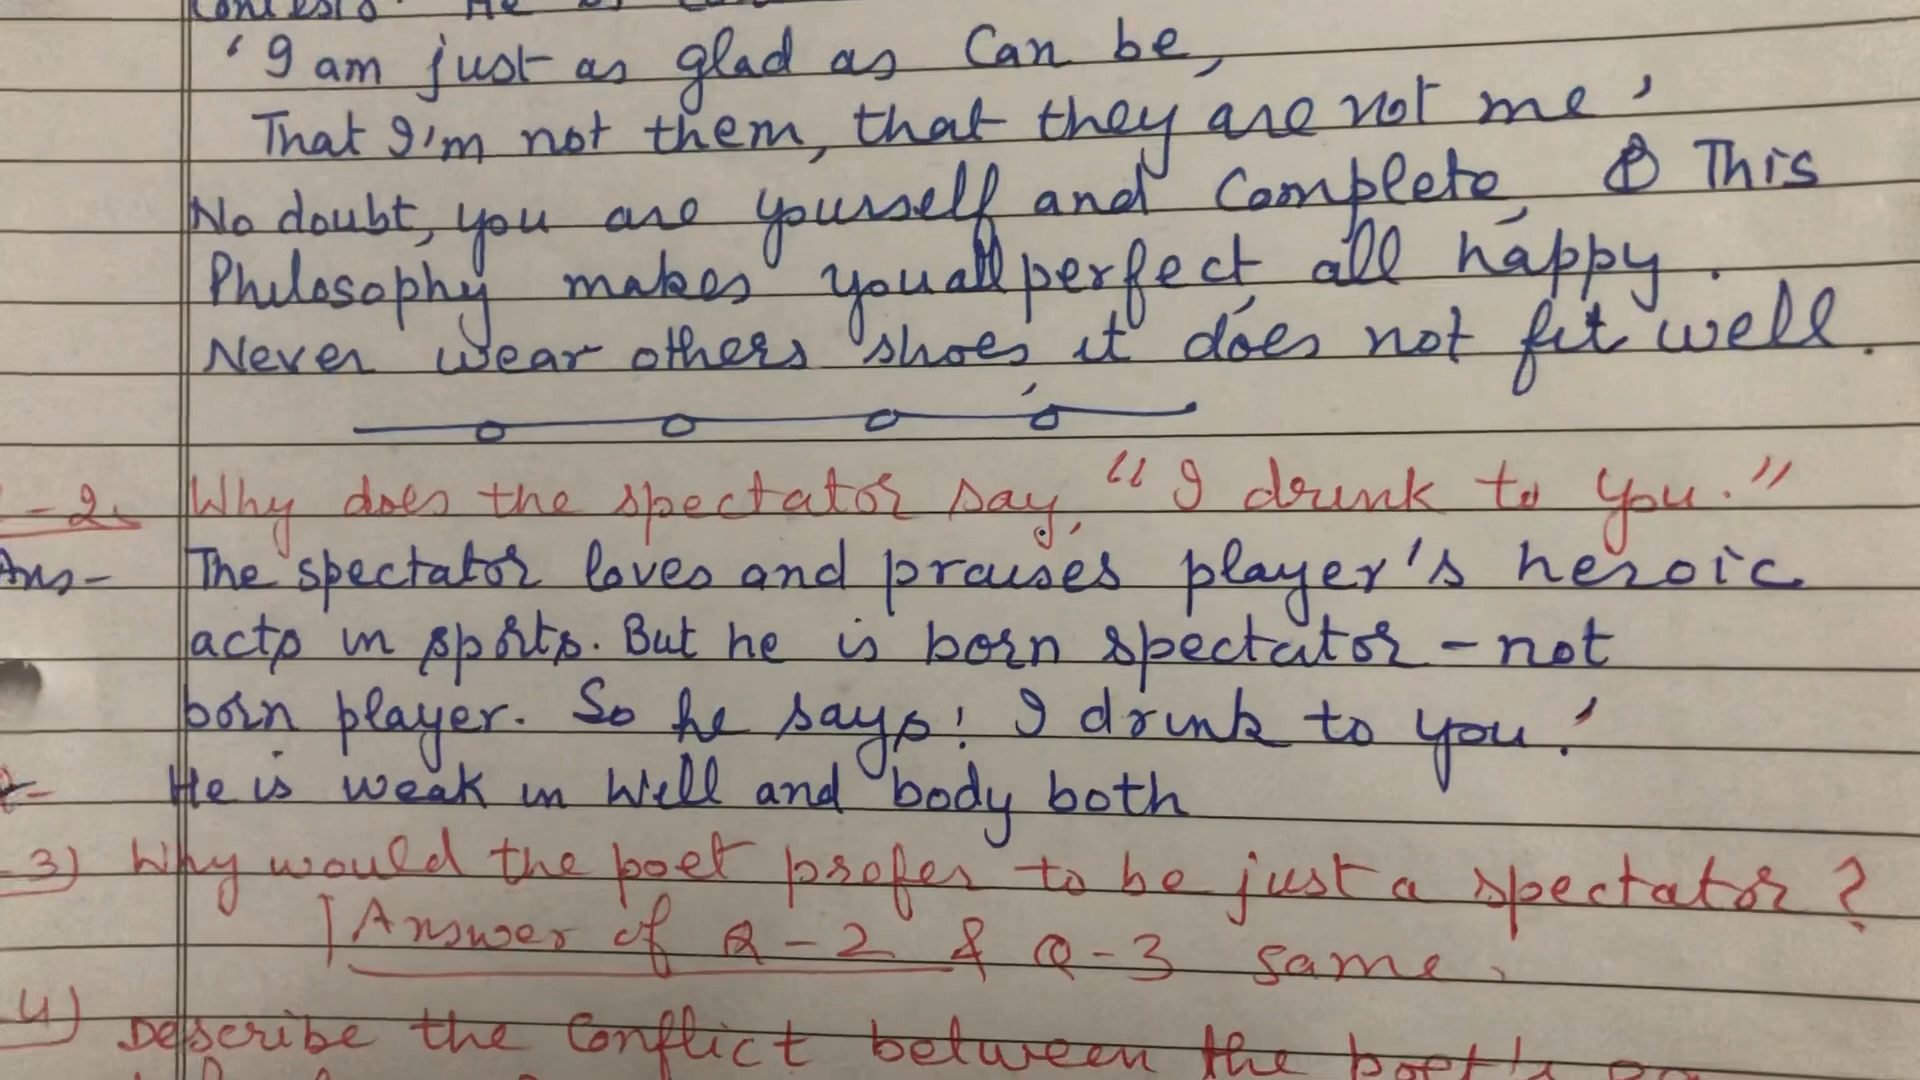 'I am just as glad as Can be,
That I'm not them, that they are not me'
No doubt, you are yourself and Complete, This
Philosophy makes you all perfect all happy.
Never wear others shoes, it does not fit well.
-2. Why does the spectator say, "I drink to you."
Ans- The spectator loves and praises player's heroic
acts in sports. But he is born spectator - not
born player. So he says! I drink to you!'
He is weak in Will and body both
3) Why would the poet prefer to be just a spectator?
[Answer of Q-2 & Q-3 same.
4) Describe the Conflict between the poet's